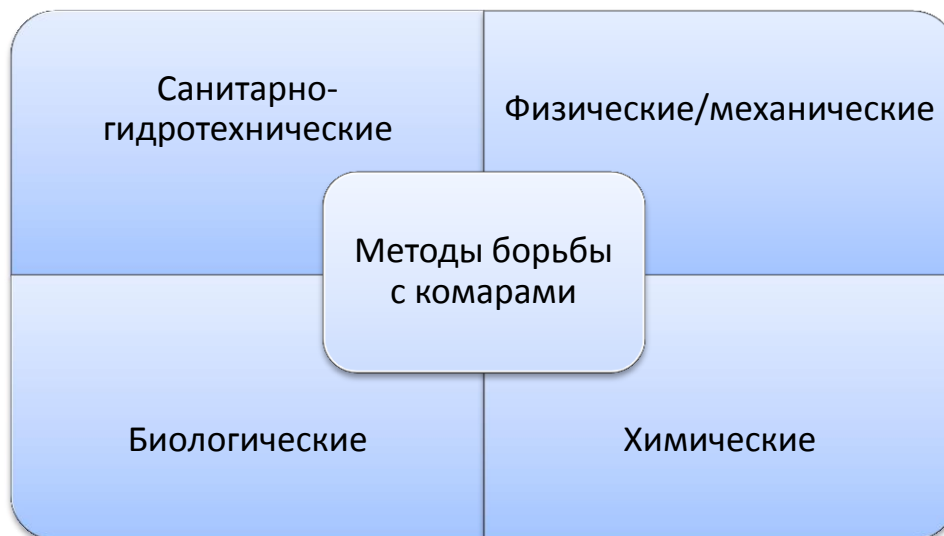 Санитарно-
гидротехнические
Физические/механические
Методы борьбы
с комарами
Биологические
Химические